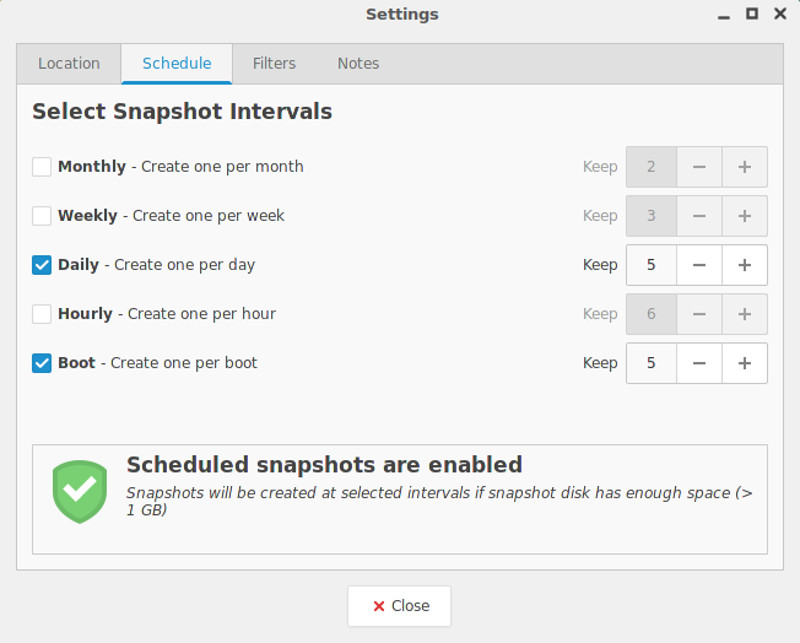 Settings
Location Schedule Filters Notes
Select Snapshot Intervals
Monthly - Create one per month Keep 2 − +
Weekly - Create one per week Keep 3 − +
Daily - Create one per day Keep 5 − +
Hourly - Create one per hour Keep 6 − +
Boot - Create one per boot Keep 5 − +
Scheduled snapshots are enabled
Snapshots will be created at selected intervals if snapshot disk has enough space (>
1 GB)
Close